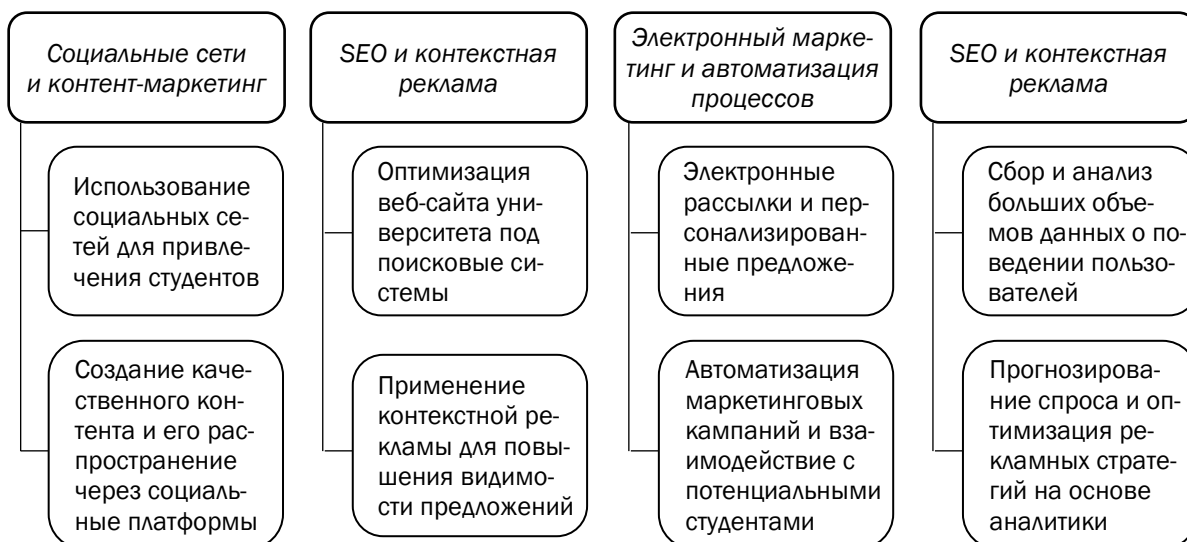 Социальные сети
и контент-маркетинг
Использование
социальных се-
тей для привле-
чения студентов
Создание каче-
ственного кон-
тента и его рас-
пространение
через социаль-
ные платформы
SEO и контекстная
реклама
Оптимизация
веб-сайта уни-
верситета под
поисковые си-
стемы
Применение
контекстной ре-
кламы для повы-
шения видимо-
сти предложений
Электронный марке-
тинг и автоматизация
процессов
Электронные
рассылки и пер-
сонализирован-
ные предложе-
ния
Автоматизация
маркетинговых
кампаний и вза-
имодействие с
потенциальными
студентами
SEO и контекстная
реклама
Сбор и анализ
больших объе-
мов данных о по-
ведении пользо-
вателей
Прогнозирова-
ние спроса и оп-
тимизация ре-
кламных страте-
гий на основе
аналитики